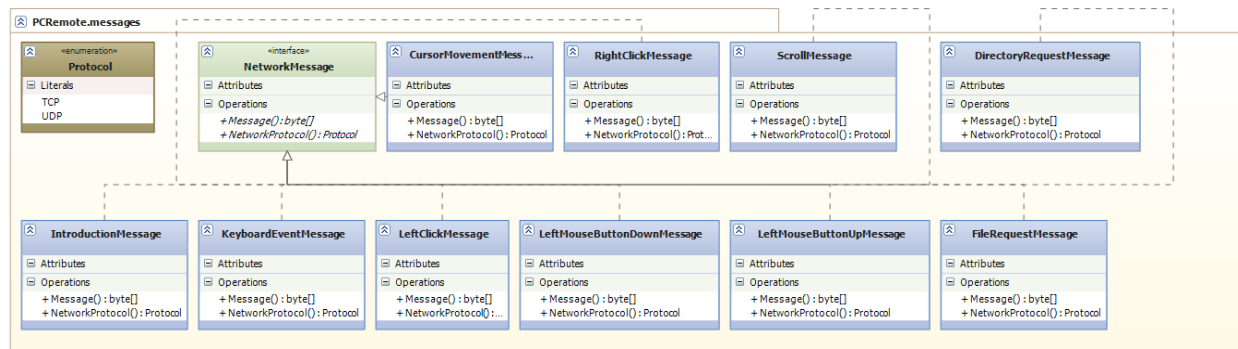 PCRemote.messages
«enumeration»
Protocol
Literals
TCP
UDP
«interface»
NetworkMessage
Attributes
Operations
+ Message() : byte[]
+ NetworkProtocol() : Protocol
CursorMovementMess...
Attributes
Operations
+ Message() : byte[]
+ NetworkProtocol() : Protocol
RightClickMessage
Attributes
Operations
+ Message() : byte[]
+ NetworkProtocol() : Prot...
ScrollMessage
Attributes
Operations
+ Message() : byte[]
+ NetworkProtocol() : Protocol
DirectoryRequestMessage
Attributes
Operations
+ Message() : byte[]
+ NetworkProtocol() : Protocol
IntroductionMessage
Attributes
Operations
+ Message() : byte[]
+ NetworkProtocol() : Protocol
KeyboardEventMessage
Attributes
Operations
+ Message() : byte[]
+ NetworkProtocol() : Protocol
LeftClickMessage
Attributes
Operations
+ Message() : byte[]
+ NetworkProtocol() : ...
LeftMouseButtonDownMessage
Attributes
Operations
+ Message() : byte[]
+ NetworkProtocol() : Protocol
LeftMouseButtonUpMessage
Attributes
Operations
+ Message() : byte[]
+ NetworkProtocol() : Protocol
FileRequestMessage
Attributes
Operations
+ Message() : byte[]
+ NetworkProtocol() : Protocol